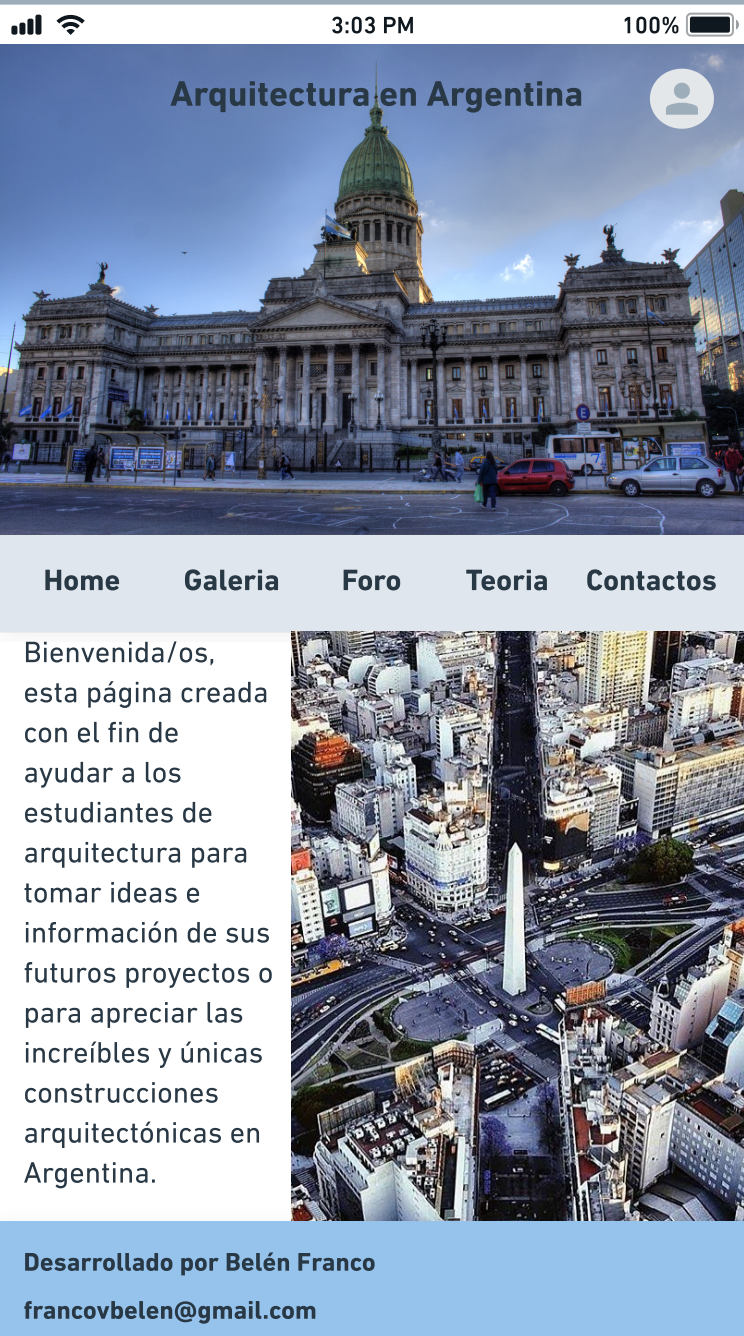 3:03 PM
100%
Arquitectura en Argentina
E
Home Galeria Foro Teoria Contactos
Bienvenida/os,
esta página creada
con el fin de
ayudar a los
estudiantes de
arquitectura para
tomar ideas e
información de sus
futuros proyectos o
para apreciar las
increíbles y únicas
construcciones
arquitectónicas en
Argentina.
Desarrollado por Belén Franco
francovbelen@gmail.com